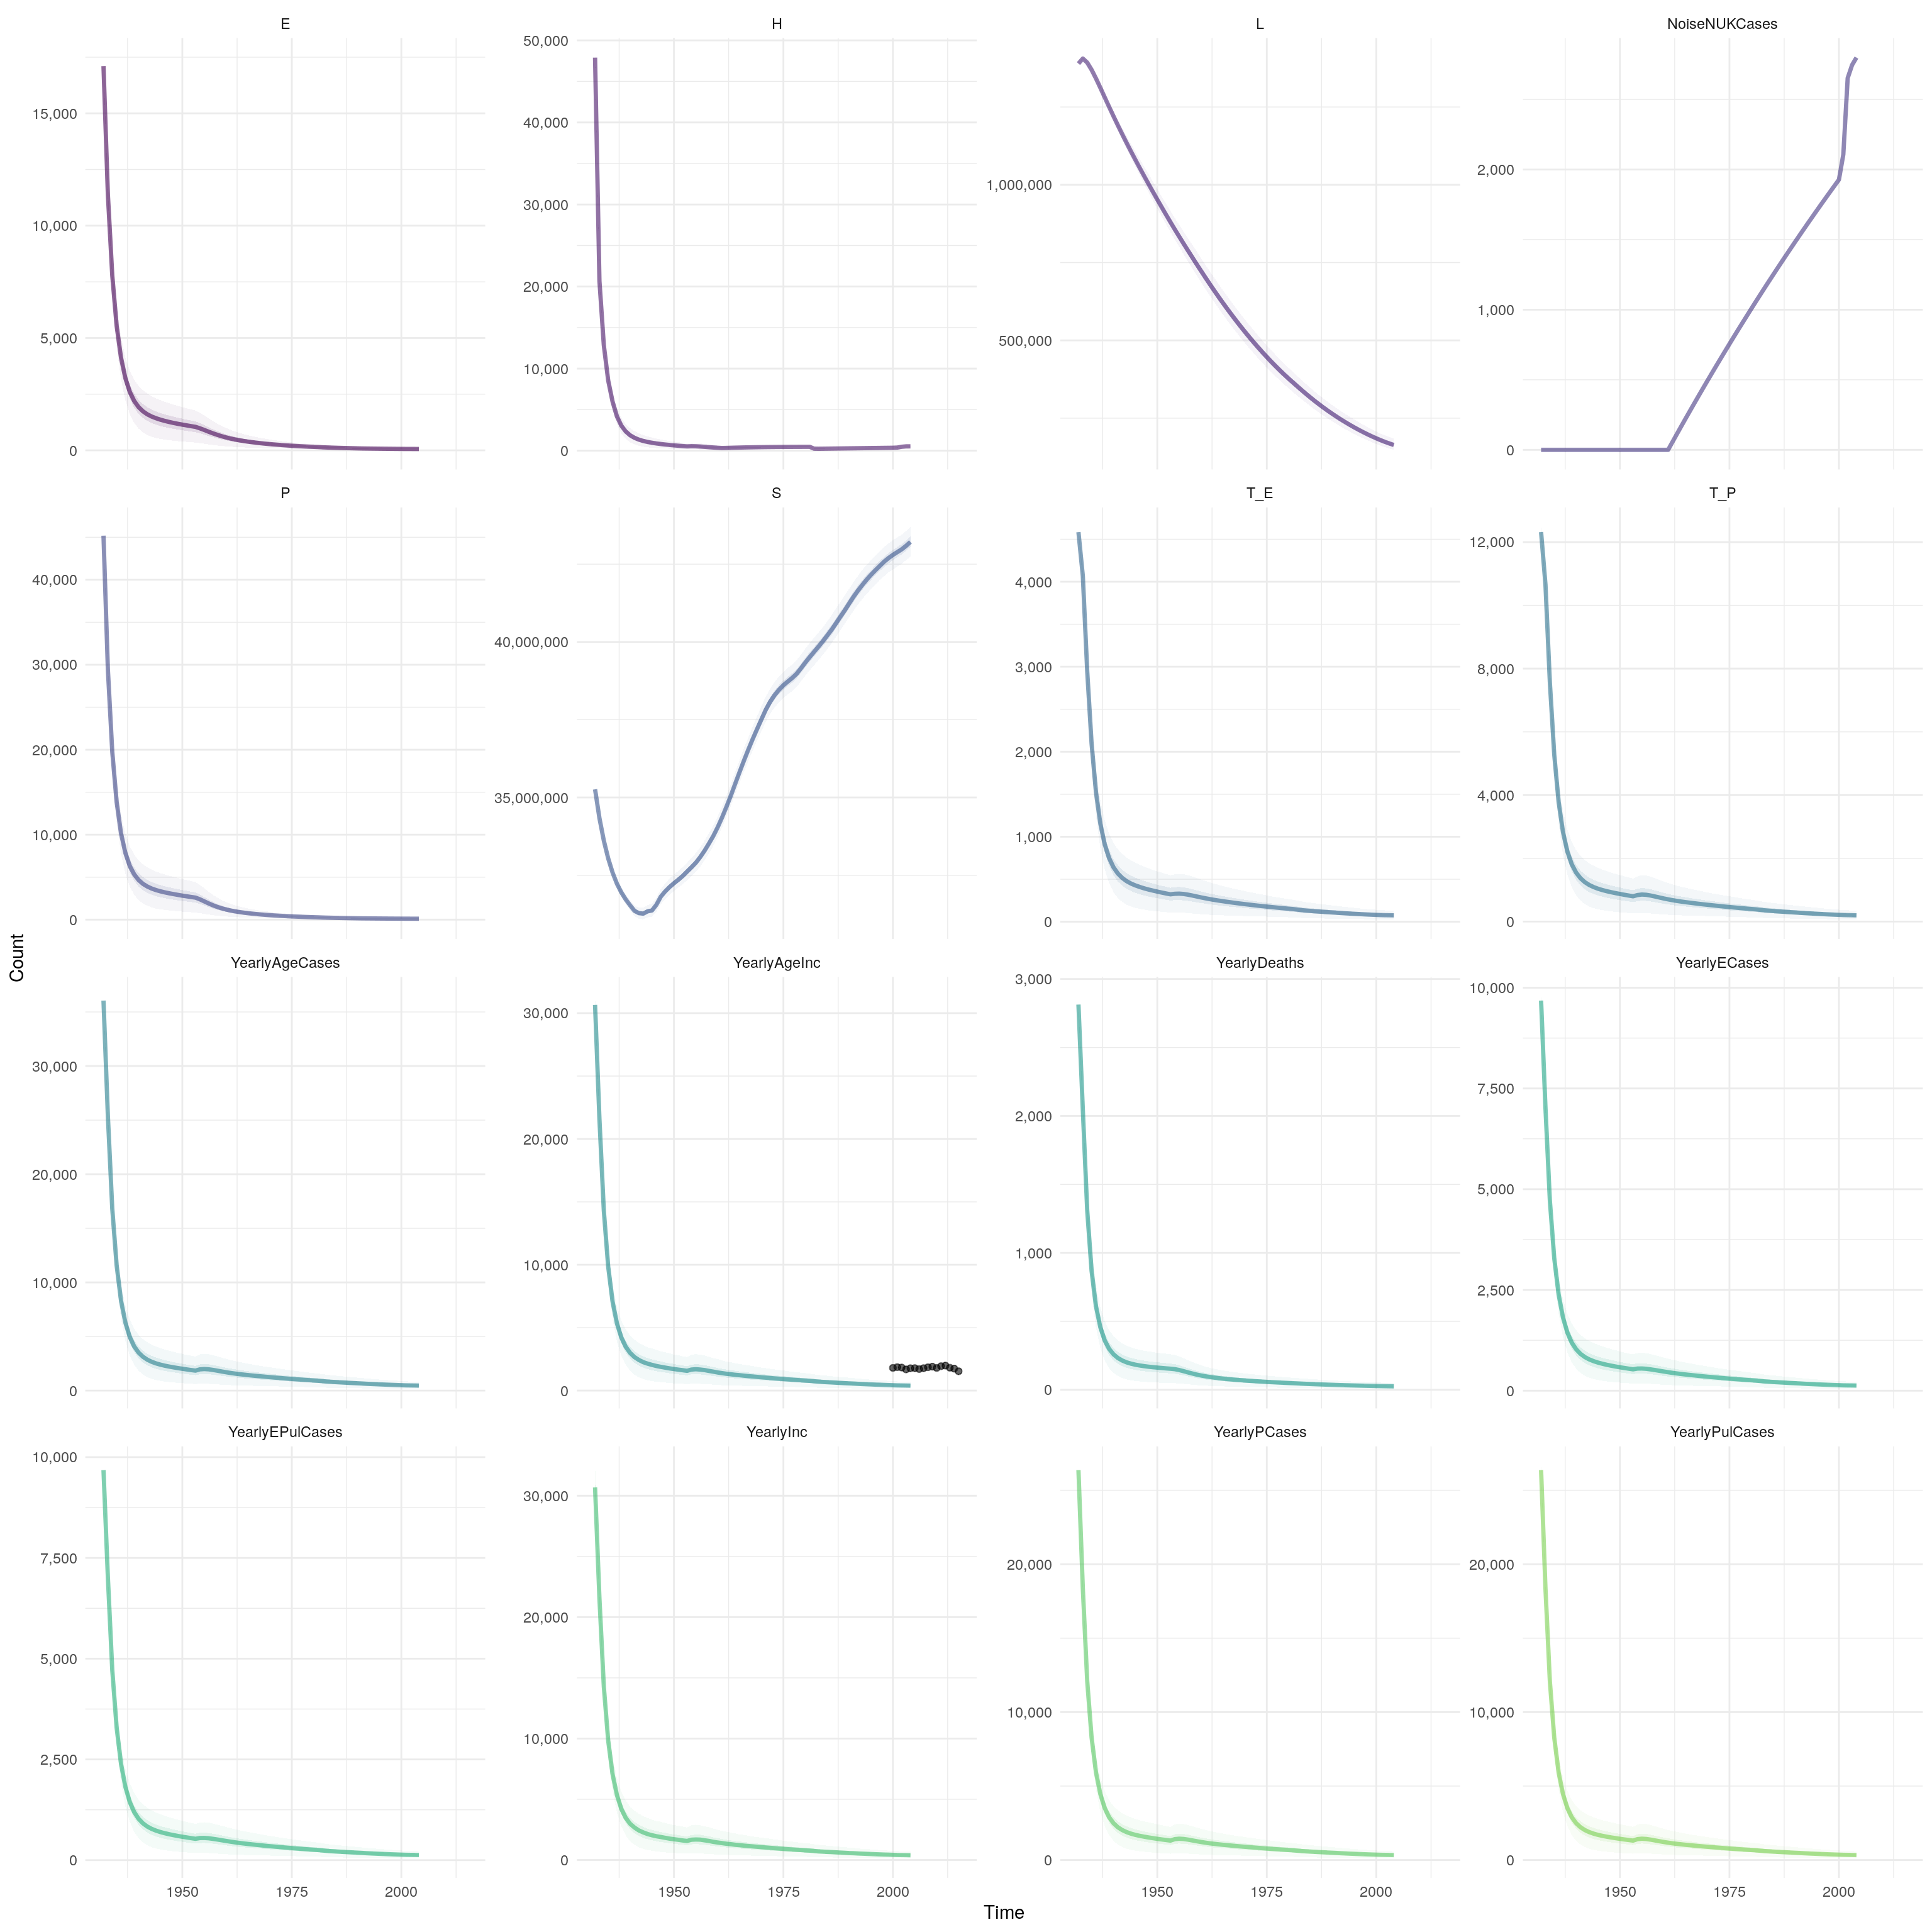 E
H
L
NoiseNUKCases
15,000
10,000
5,000
0
50,000
40,000
30,000
20,000
10,000
0
1,000,000
500,000
2,000
1,000
0
P
S
T_E
T_P
40,000
30,000
20,000
10,000
0
40,000,000
35,000,000
4,000
3,000
2,000
1,000
0
12,000
8,000
4,000
0
Count
YearlyAgeCases
YearlyAgeInc
YearlyDeaths
YearlyECases
30,000
20,000
10,000
0
30,000
20,000
10,000
0
3,000
2,000
1,000
0
10,000
7,500
5,000
2,500
0
YearlyEPulCases
YearlyInc
YearlyPCases
YearlyPulCases
10,000
7,500
5,000
2,500
0
30,000
20,000
10,000
0
20,000
10,000
0
20,000
10,000
0
1950 1975 2000
1950 1975 2000
1950 1975 2000
1950 1975 2000
Time